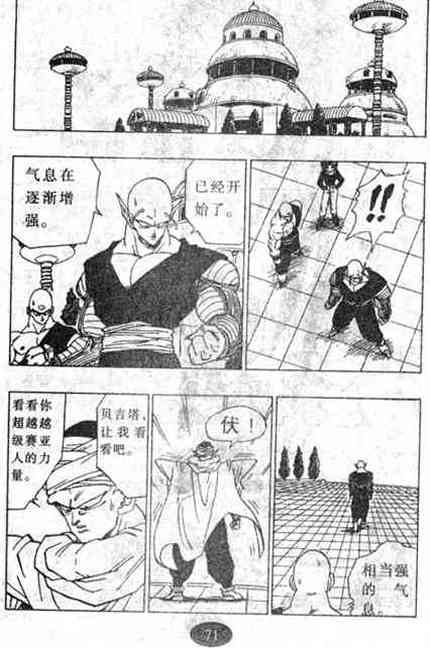 气息在
逐渐增
强。
已经开
始了。
!!
看看你
超越越
级赛亚
人的力
量。
贝吉塔，
让我看
看吧。
伏！
当强
相气
的息。
71